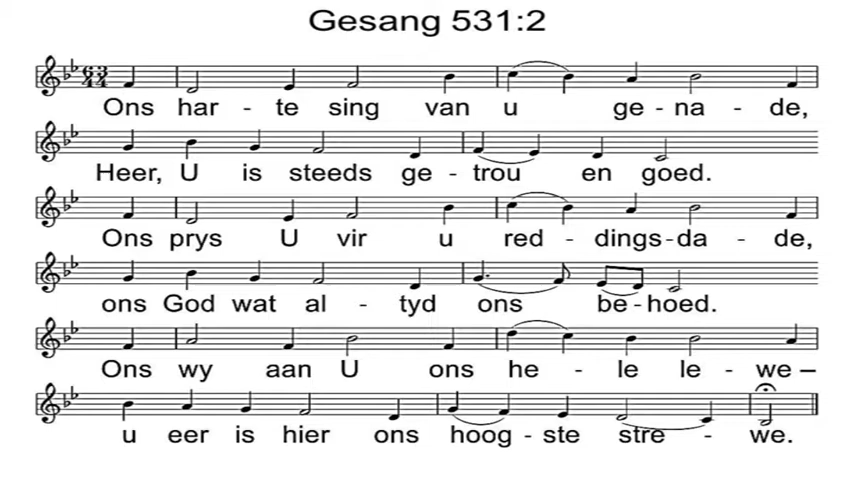 Gesang 531:2
63
44
Ons har - te sing van u ge - na - de,
Heer, U is steeds ge - trou en goed.
Ons prys U vir u red - dings - da - de,
ons God wat al - tyd ons be - hoed.
Ons wy aan U ons he - le le - we –
u eer is hier ons hoog - ste stre - we.